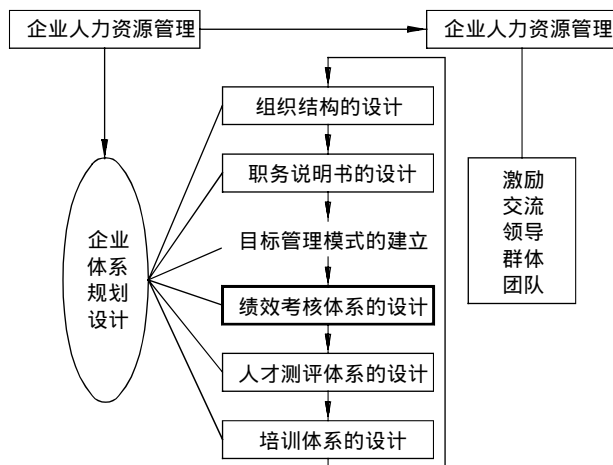 企业人力资源管理
企业人力资源管理
组织结构的设计
职务说明书的设计
目标管理模式的建立
绩效考核体系的设计
人才测评体系的设计
培训体系的设计
企业
体系
规划
设计
激励
交流
领导
群体
团队